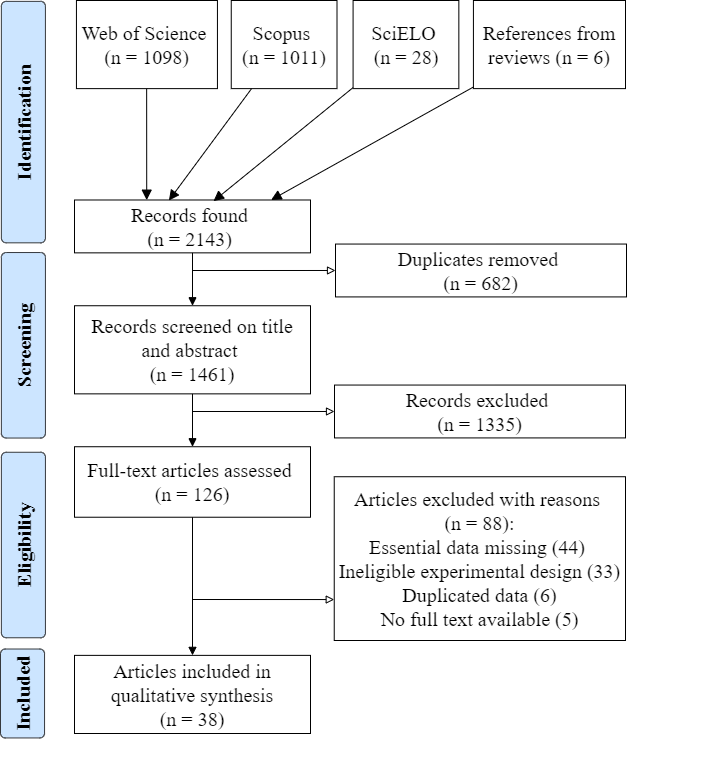 Identification
Web of Science
(n = 1098)
Scopus
(n = 1011)
SciELO
(n = 28)
References from
reviews (n = 6)
Records found
(n = 2143)
Screening
Duplicates removed
(n = 682)
Records screened on title
and abstract
(n = 1461)
Records excluded
(n = 1335)
Eligibility
Full-text articles assessed
(n = 126)
Articles excluded with reasons
(n = 88):
Essential data missing (44)
Ineligible experimental design (33)
Duplicated data (6)
No full text available (5)
Included
Articles included in
qualitative synthesis
(n = 38)